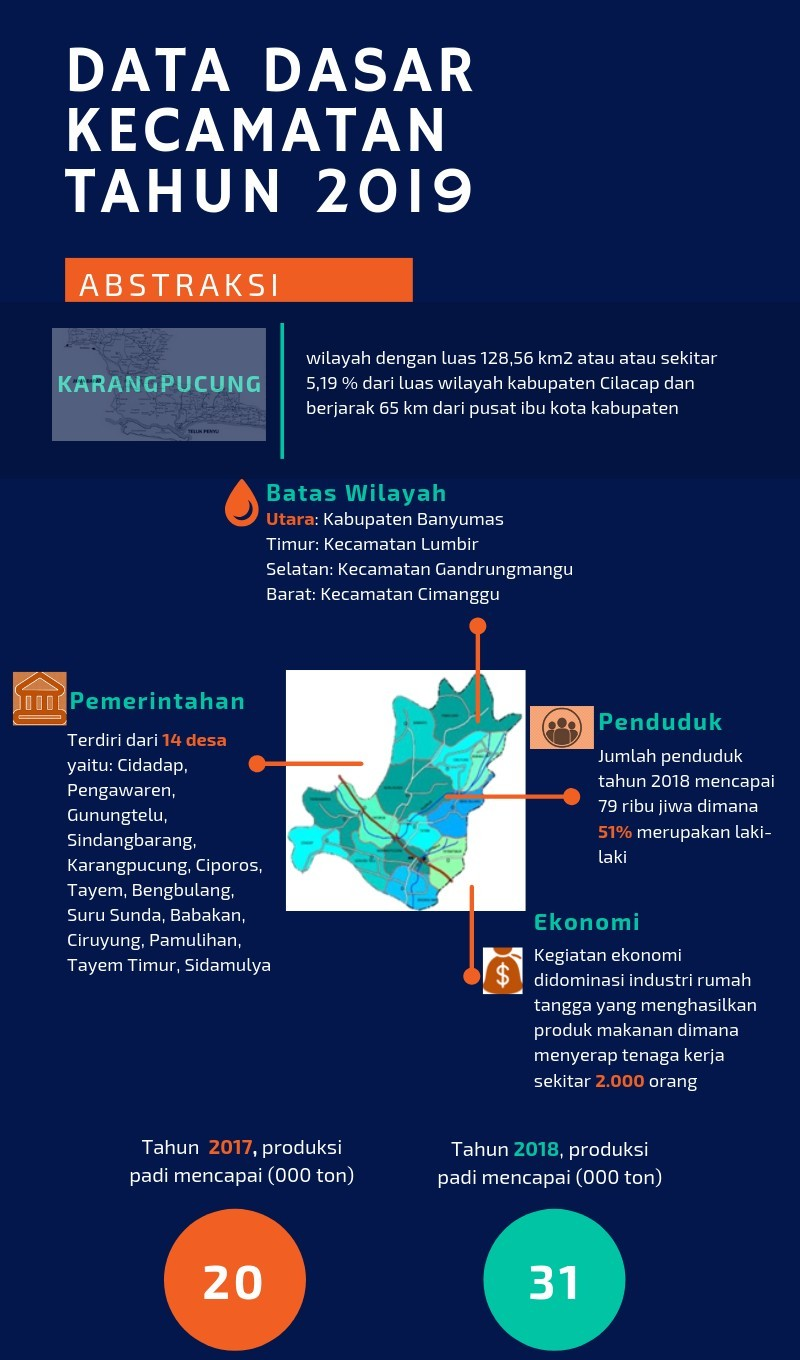 DATA DASAR
KECAMATAN
TAHUN 2019
ABSTRAKSI
KARANGPUCUNG
TELUK PENYU
wilayah dengan luas 128,56 km2 atau atau sekitar
5,19 % dari luas wilayah kabupaten Cilacap dan
berjarak 65 km dari pusat ibu kota kabupaten
Batas Wilayah
Utara: Kabupaten Banyumas
Timur: Kecamatan Lumbir
Selatan: Kecamatan Gandrungmangu
Barat: Kecamatan Cimanggu
Pemerintahan
Terdiri dari 14 desa
yaitu: Cidadap,
Pengawaren,
Gunungtelu,
Sindangbarang,
Karangpucung, Ciporos,
Tayem, Bengbulang,
Suru Sunda, Babakan,
Ciruyung, Pamulihan,
Tayem Timur, Sidamulya
Penduduk
Jumlah penduduk
tahun 2018 mencapai
79 ribu jiwa dimana
51% merupakan laki-
laki
Ekonomi
$
Kegiatan ekonomi
didominasi industri rumah
tangga yang menghasilkan
produk makanan dimana
menyerap tenaga kerja
sekitar 2.000 orang
Tahun 2017, produksi
padi mencapai (000 ton)
20
Tahun 2018, produksi
padi mencapai (000 ton)
31